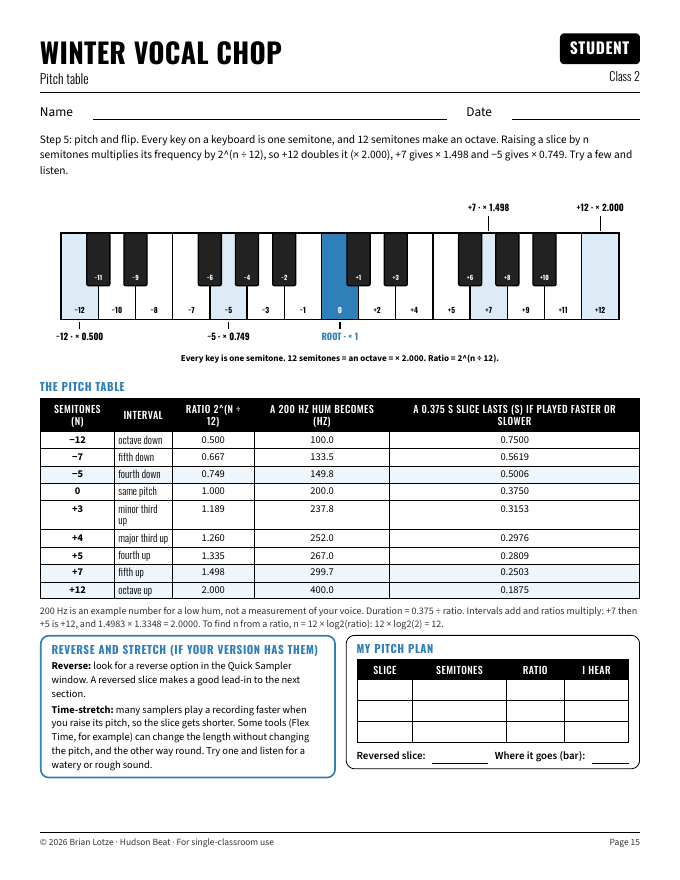 WINTER VOCAL CHOP
STUDENT
Pitch table
Class 2
Name
Date
Step 5: pitch and flip. Every key on a keyboard is one semitone, and 12 semitones make an octave. Raising a slice by n
semitones multiplies its frequency by 2^(n ÷ 12), so +12 doubles it (× 2.000), +7 gives × 1.498 and −5 gives × 0.749. Try a few and
listen.
+7 · × 1.498
+12 · × 2.000
−11 −9 −6 −4 −2 +1 +3 +6 +8 +10
−12 −10 −8 −7 −5 −3 −1 0 +2 +4 +5 +7 +9 +11 +12
−12 · × 0.500
−5 · × 0.749
ROOT · × 1
Every key is one semitone. 12 semitones = an octave = × 2.000. Ratio = 2^(n ÷ 12).
THE PITCH TABLE
SEMITONES (N) INTERVAL RATIO 2^(N ÷ 12) A 200 HZ HUM BECOMES (HZ) A 0.375 S SLICE LASTS (S) IF PLAYED FASTER OR SLOWER
−12 octave down 0.500 100.0 0.7500
−7 fifth down 0.667 133.5 0.5619
−5 fourth down 0.749 149.8 0.5006
0 same pitch 1.000 200.0 0.3750
+3 minor third up 1.189 237.8 0.3153
+4 major third up 1.260 252.0 0.2976
+5 fourth up 1.335 267.0 0.2809
+7 fifth up 1.498 299.7 0.2503
+12 octave up 2.000 400.0 0.1875
200 Hz is an example number for a low hum, not a measurement of your voice. Duration = 0.375 ÷ ratio. Intervals add and ratios multiply: +7 then
+5 is +12, and 1.4983 × 1.3348 = 2.0000. To find n from a ratio, n = 12 × log2(ratio): 12 × log2(2) = 12.
REVERSE AND STRETCH (IF YOUR VERSION HAS THEM)
Reverse: look for a reverse option in the Quick Sampler
window. A reversed slice makes a good lead-in to the next
section.
Time-stretch: many samplers play a recording faster when
you raise its pitch, so the slice gets shorter. Some tools (Flex
Time, for example) can change the length without changing
the pitch, and the other way round. Try one and listen for a
watery or rough sound.
MY PITCH PLAN
SLICE SEMITONES RATIO I HEAR
Reversed slice: Where it goes (bar):
© 2026 Brian Lotze · Hudson Beat · For single-classroom use
Page 15